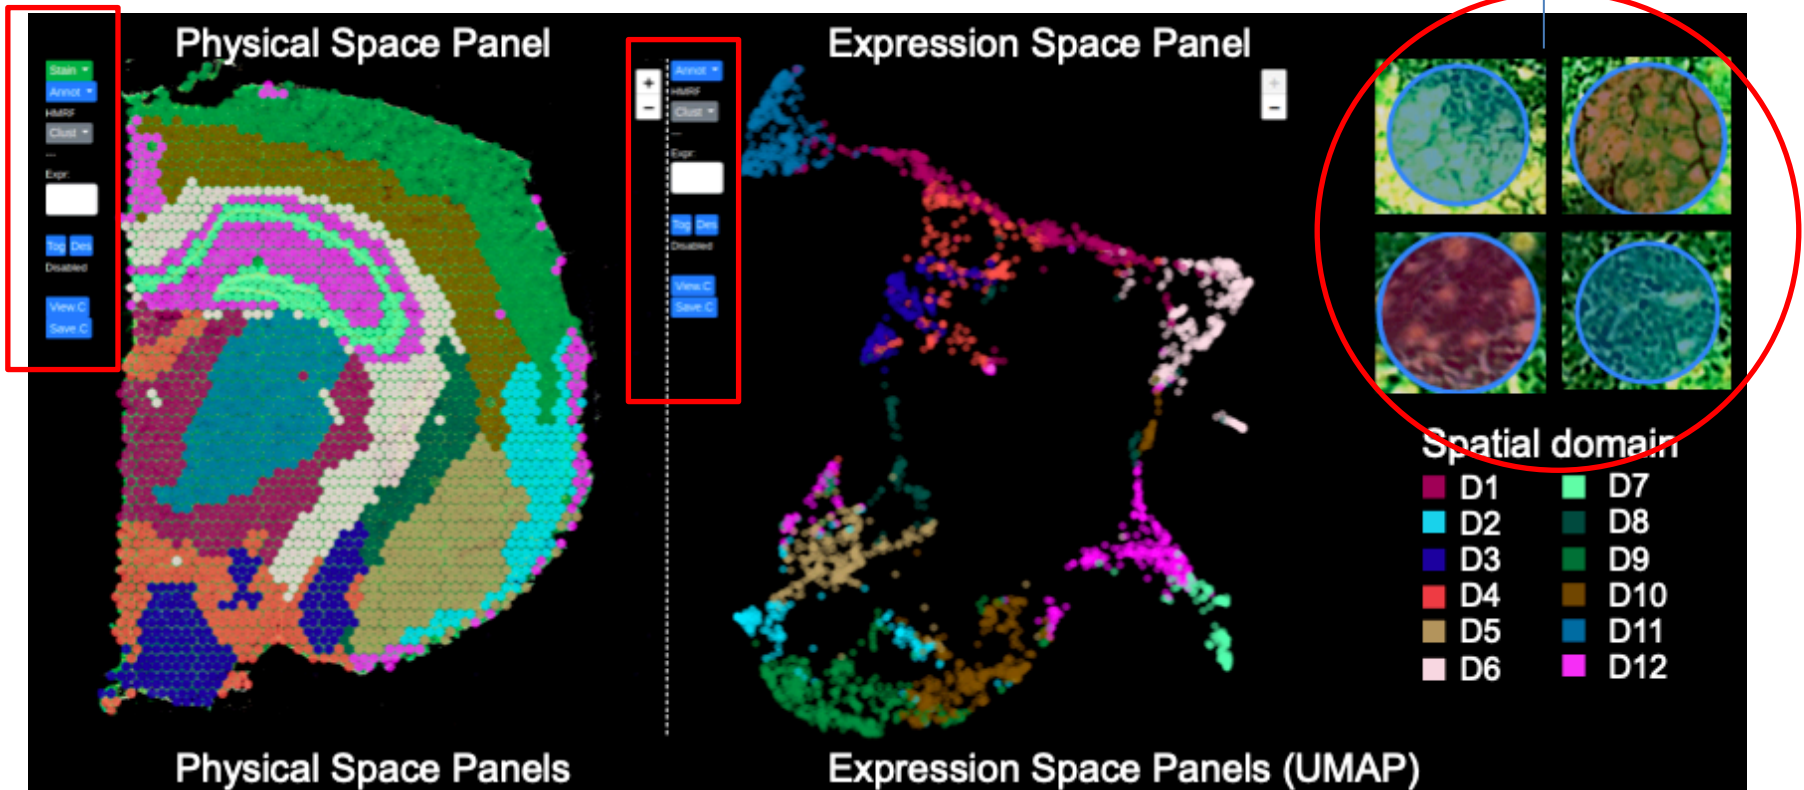 Physical Space Panel
Expression Space Panel
Stain
Annot
HMRF
Clust
---
Expr:
Tog Des
Disabled
View.C
Save.C
+
−
Annot
HMRF
Clust
---
Expr:
Tog Des
Disabled
View.C
Save.C
+
−
Spatial domain
D1 D7
D2 D8
D3 D9
D4 D10
D5 D11
D6 D12
Physical Space Panels
Expression Space Panels (UMAP)